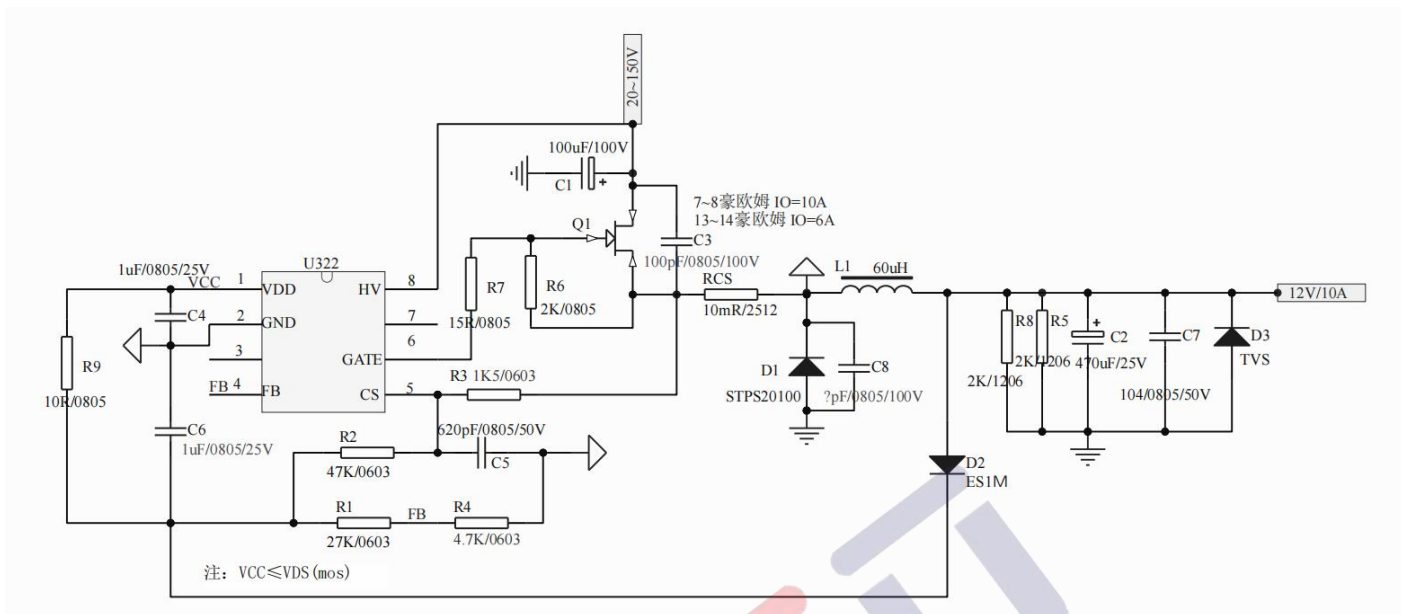 20~150V
100uF/100V
C1
+
7~8豪欧姆 IO=10A
13~14豪欧姆 IO=6A
Q1
C3
100pF/0805/100V
1uF/0805/25V
VCC
U322
1
VDD
HV
8
C4
2
GND
7
3
6
GATE
FB
4
FB
CS
5
R9
10R/0805
C6
1uF/0805/25V
R7
15R/0805
R6
2K/0805
RCS
10mR/2512
L1
60uH
12V/10A
R3
1K5/0603
D1
STPS20100
C8
?pF/0805/100V
R8
2K/1206
R5
2K/1206
+
C2
470uF/25V
C7
104/0805/50V
D3
TVS
620pF/0805/50V
C5
R2
47K/0603
D2
ES1M
R1
27K/0603
FB
R4
4.7K/0603
注：VCC≤VDS(mos)